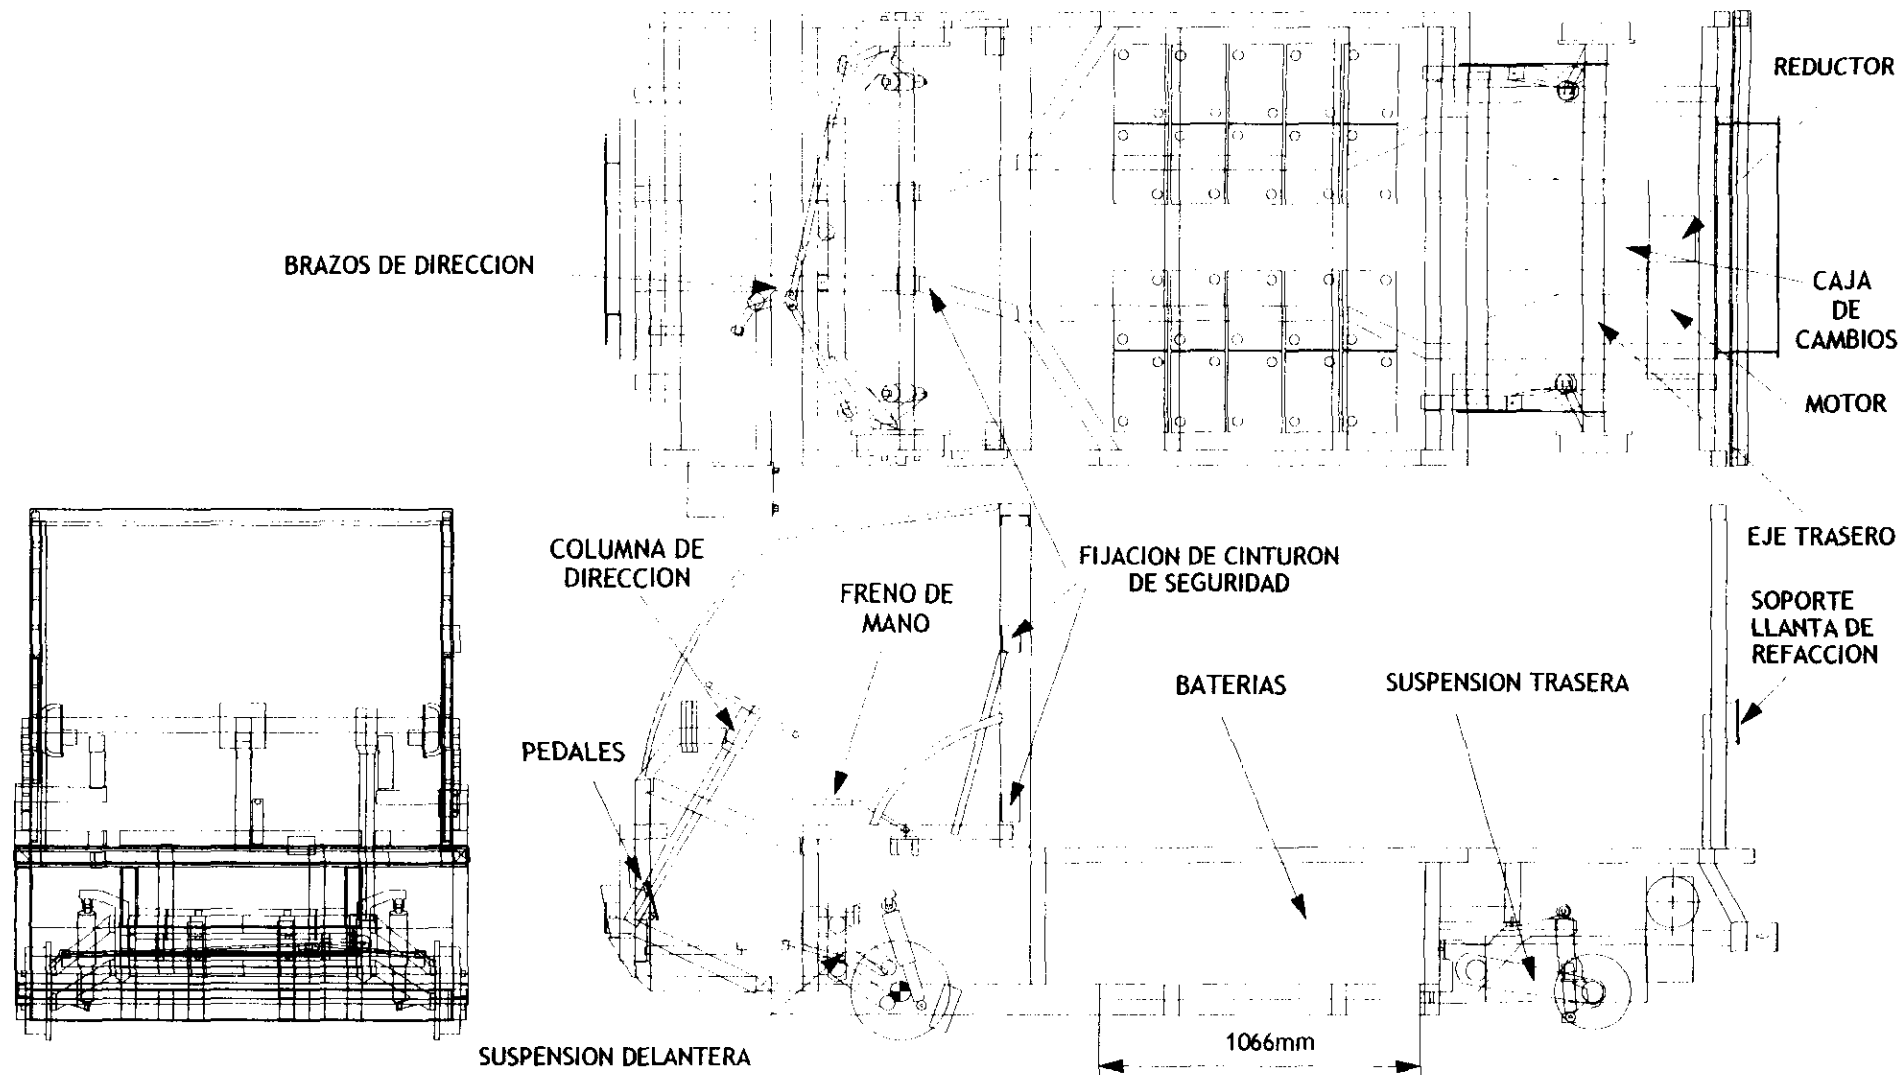 REDUCTOR
BRAZOS DE DIRECCION
CAJA
DE
CAMBIOS
MOTOR
EJE TRASERO
COLUMNA DE
DIRECCION
FRENO DE
MANO
FIJACION DE CINTURON
DE SEGURIDAD
SOPORTE
LLANTA DE
REFACCION
BATERIAS
SUSPENSION TRASERA
PEDALES
SUSPENSION DELANTERA
1066mm